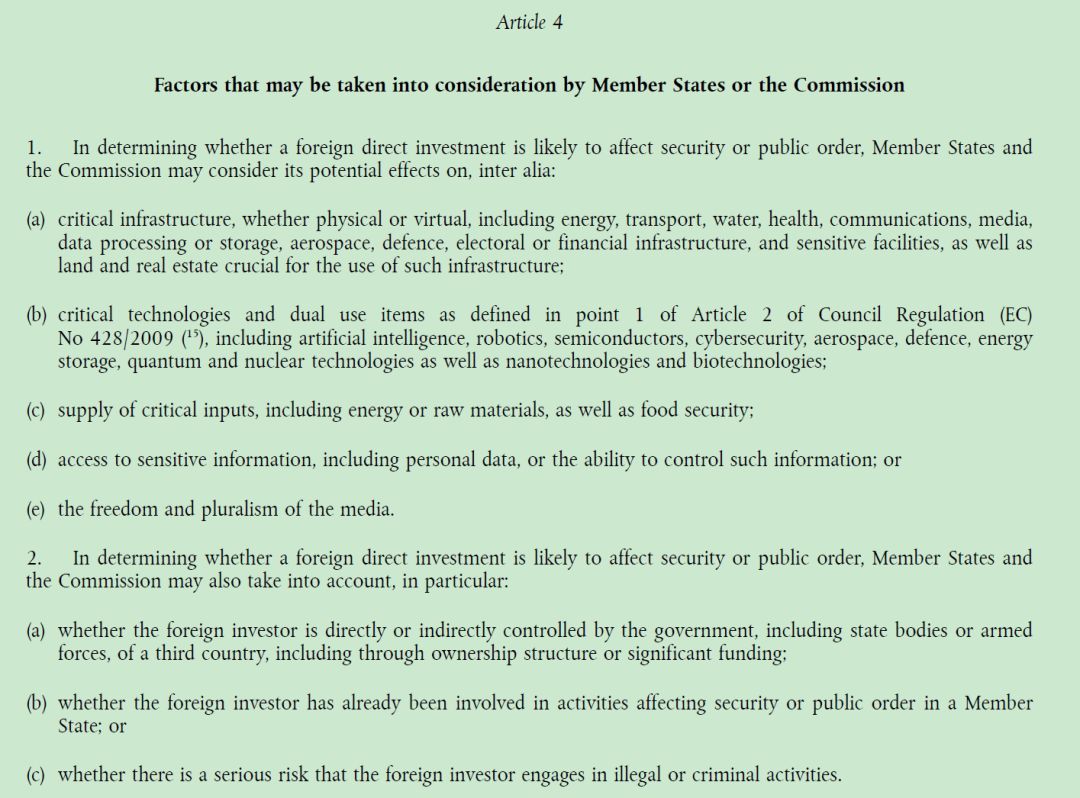 Article 4
Factors that may be taken into consideration by Member States or the Commission
1. In determining whether a foreign direct investment is likely to affect security or public order, Member States and
the Commission may consider its potential effects on, inter alia:
(a) critical infrastructure, whether physical or virtual, including energy, transport, water, health, communications, media,
data processing or storage, aerospace, defence, electoral or financial infrastructure, and sensitive facilities, as well as
land and real estate crucial for the use of such infrastructure;
(b) critical technologies and dual use items as defined in point 1 of Article 2 of Council Regulation (EC)
No 428/2009 (¹⁵), including artificial intelligence, robotics, semiconductors, cybersecurity, aerospace, defence, energy
storage, quantum and nuclear technologies as well as nanotechnologies and biotechnologies;
(c) supply of critical inputs, including energy or raw materials, as well as food security;
(d) access to sensitive information, including personal data, or the ability to control such information; or
(e) the freedom and pluralism of the media.
2. In determining whether a foreign direct investment is likely to affect security or public order, Member States and
the Commission may also take into account, in particular:
(a) whether the foreign investor is directly or indirectly controlled by the government, including state bodies or armed
forces, of a third country, including through ownership structure or significant funding;
(b) whether the foreign investor has already been involved in activities affecting security or public order in a Member
State; or
(c) whether there is a serious risk that the foreign investor engages in illegal or criminal activities.